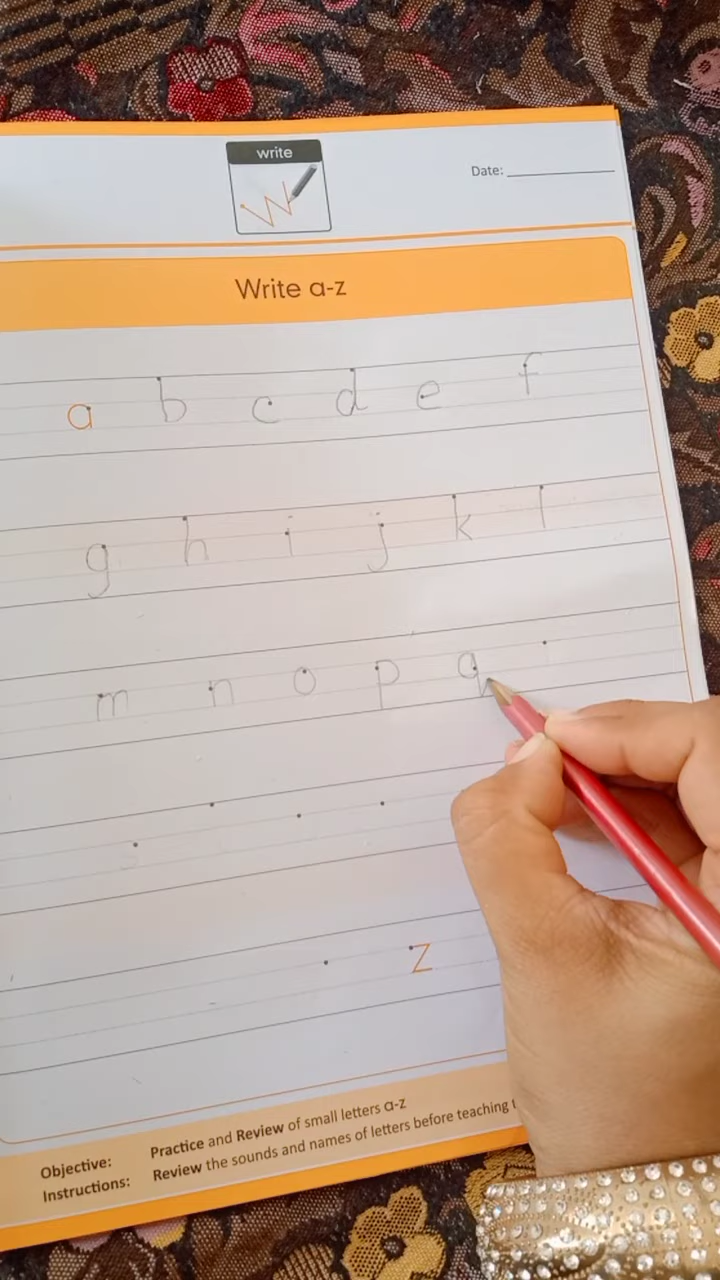 write
Date:
Write a-z
a b c d e f
g h i j k l
m n o p q
z
Objective: Practice and Review of small letters a-z
Instructions: Review the sounds and names of letters before teaching